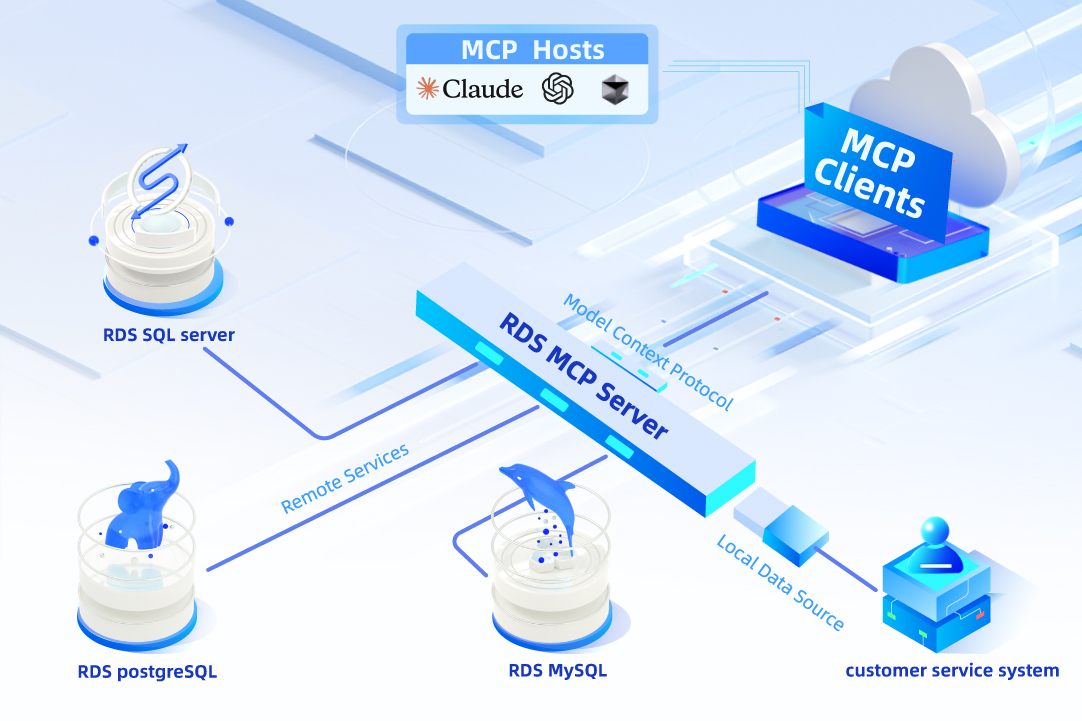 MCP Hosts
Claude
MCP
Clients
RDS SQL server
Model Context Protocol
RDS MCP Server
Remote Services
Local Data Source
RDS postgreSQL
RDS MySQL
customer service system